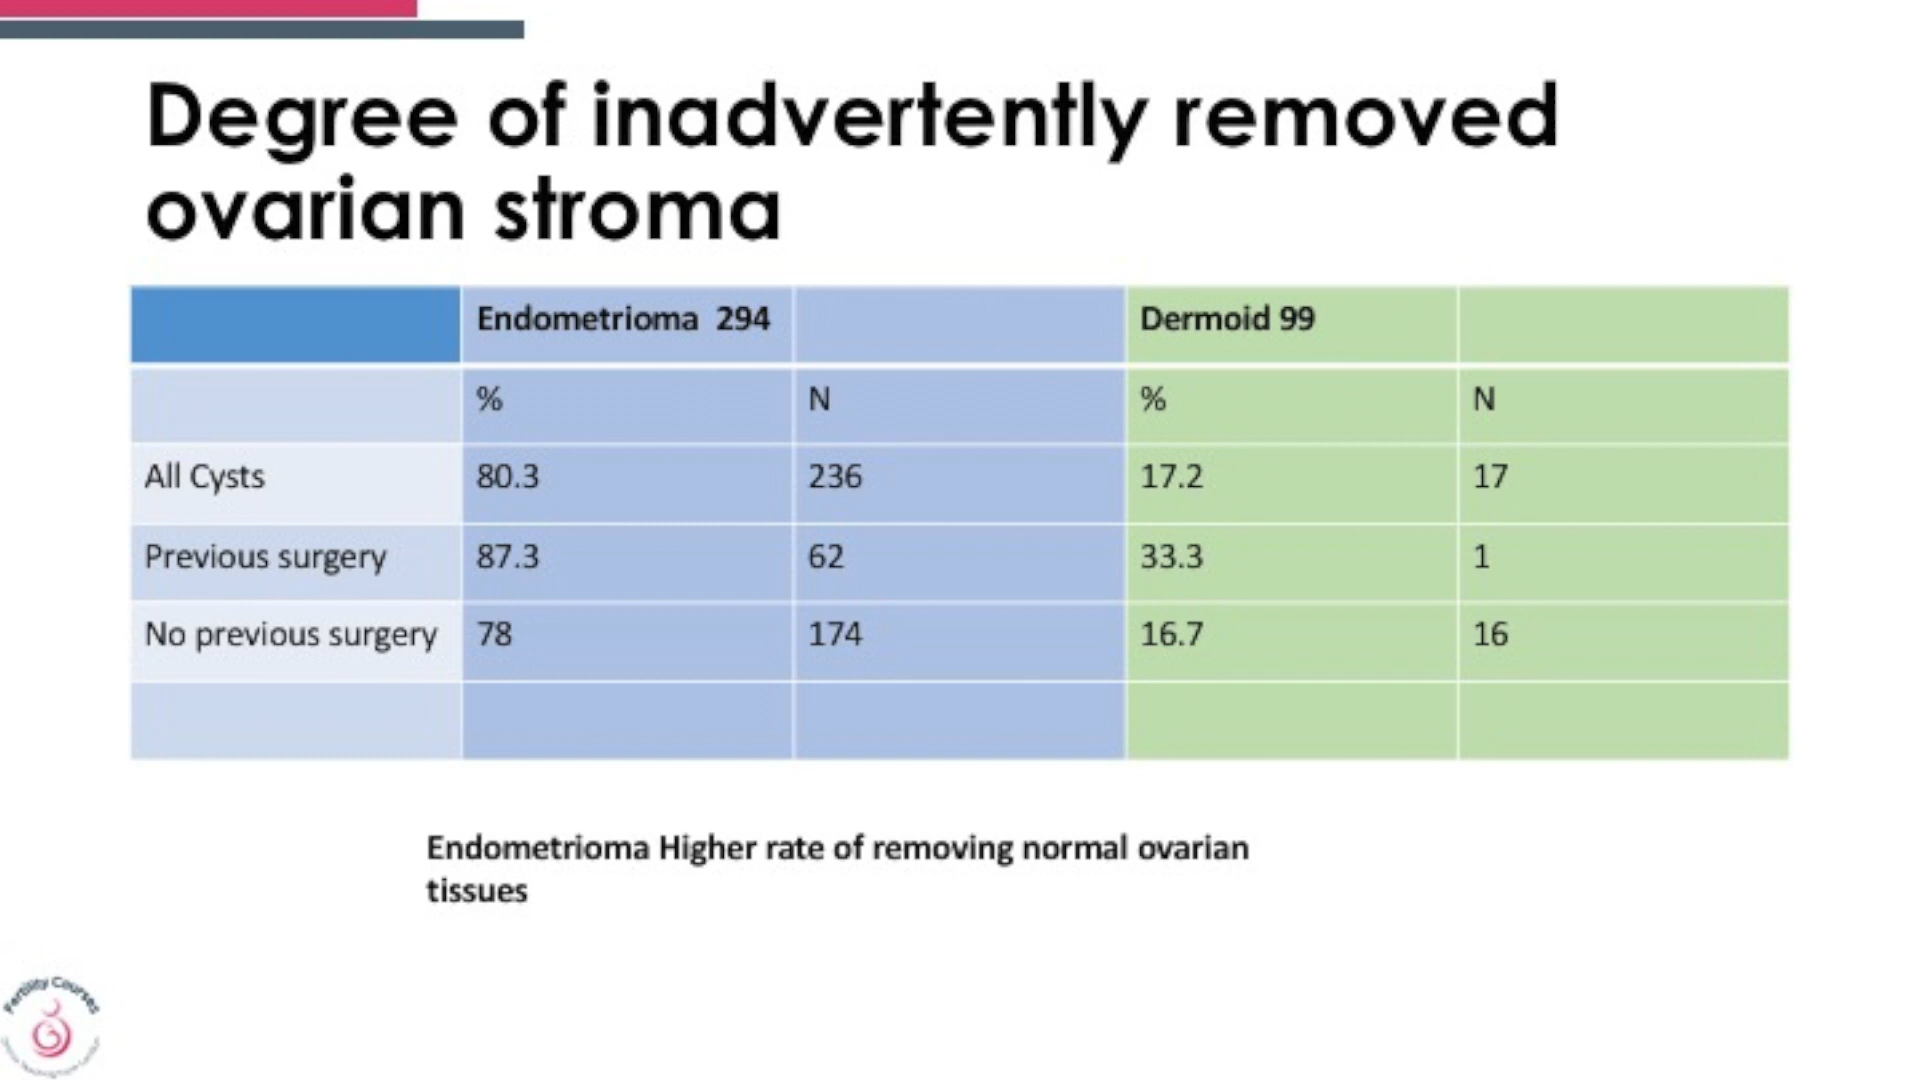 Degree of inadvertently removed
ovarian stroma
Endometrioma 294 Dermoid 99
% N % N
All Cysts 80.3 236 17.2 17
Previous surgery 87.3 62 33.3 1
No previous surgery 78 174 16.7 16
Endometrioma Higher rate of removing normal ovarian
tissues
Fertility Courses